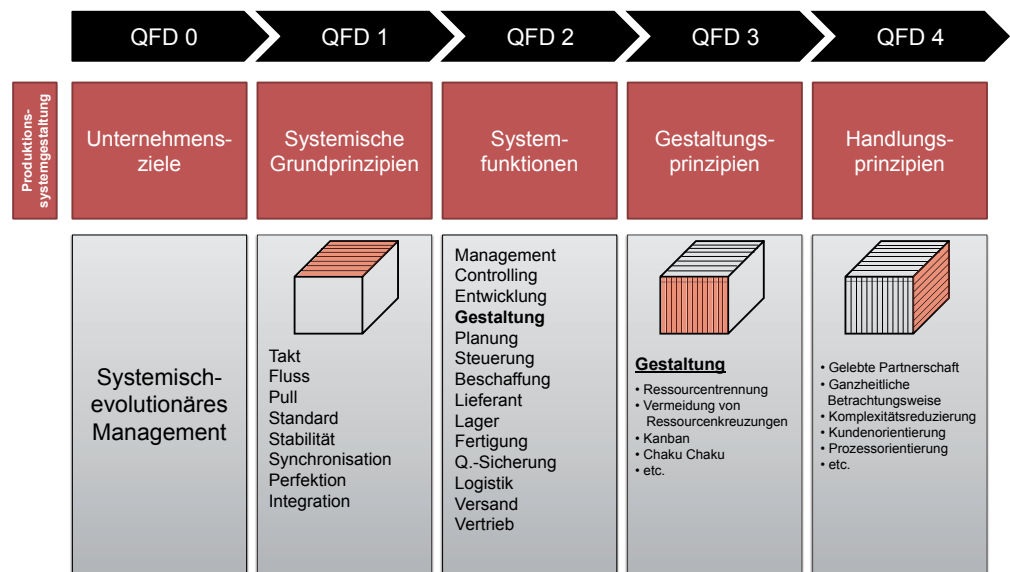 QFD 0
QFD 1
QFD 2
QFD 3
QFD 4
Produktions-
systemgestaltung
Unternehmens-
ziele
Systemische
Grundprinzipien
System-
funktionen
Gestaltungs-
prinzipien
Handlungs-
prinzipien
Systemisch-
evolutionäres
Management
Takt
Fluss
Pull
Standard
Stabilität
Synchronisation
Perfektion
Integration
Management
Controlling
Entwicklung
Gestaltung
Planung
Steuerung
Beschaffung
Lieferant
Lager
Fertigung
Q.-Sicherung
Logistik
Versand
Vertrieb
Gestaltung
• Ressourcentrennung
• Vermeidung von
Ressourcenkreuzungen
• Kanban
• Chaku Chaku
• etc.
• Gelebte Partnerschaft
• Ganzheitliche
Betrachtungsweise
• Komplexitätsreduzierung
• Kundenorientierung
• Prozessorientierung
• etc.